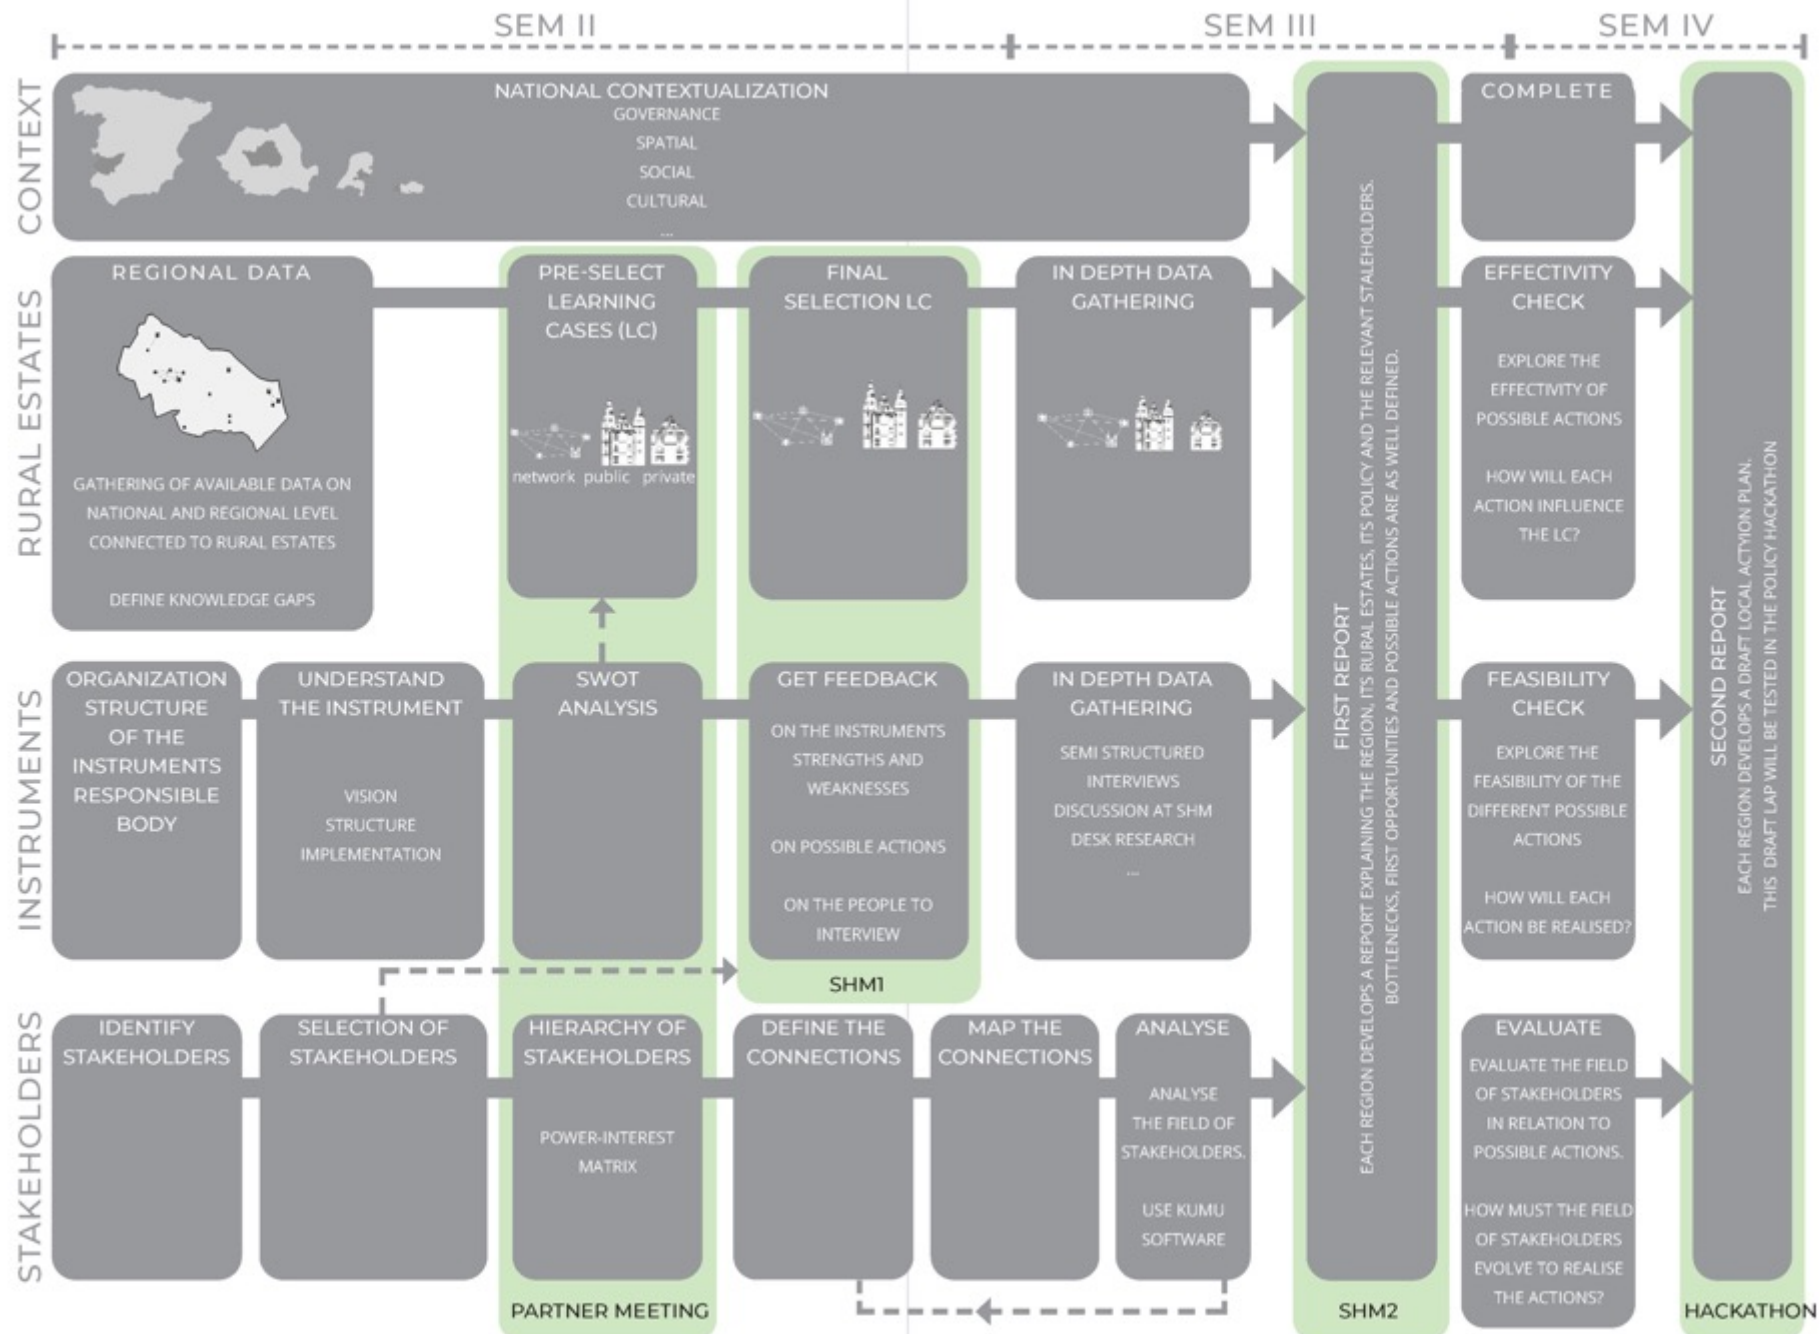 SEM II
SEM III
SEM IV
CONTEXT
NATIONAL CONTEXTUALIZATION
GOVERNANCE
SPATIAL
SOCIAL
CULTURAL
...
COMPLETE
RURAL ESTATES
REGIONAL DATA
GATHERING OF AVAILABLE DATA ON
NATIONAL AND REGIONAL LEVEL
CONNECTED TO RURAL ESTATES
DEFINE KNOWLEDGE GAPS
PRE-SELECT
LEARNING
CASES (LC)
network public private
FINAL
SELECTION LC
IN DEPTH DATA
GATHERING
EFFECTIVITY
CHECK
EXPLORE THE
EFFECTIVITY OF
POSSIBLE ACTIONS
HOW WILL EACH
ACTION INFLUENCE
THE LC?
INSTRUMENTS
ORGANIZATION
STRUCTURE
OF THE
INSTRUMENTS
RESPONSIBLE
BODY
UNDERSTAND
THE INSTRUMENT
VISION
STRUCTURE
IMPLEMENTATION
SWOT
ANALYSIS
GET FEEDBACK
ON THE INSTRUMENTS
STRENGTHS AND
WEAKNESSES
ON POSSIBLE ACTIONS
ON THE PEOPLE TO
INTERVIEW
SHM1
IN DEPTH DATA
GATHERING
SEMI STRUCTURED
INTERVIEWS
DISCUSSION AT SHM
DESK RESEARCH
...
FEASIBILITY
CHECK
EXPLORE THE
FEASIBILITY OF THE
DIFFERENT POSSIBLE
ACTIONS
HOW WILL EACH
ACTION BE REALISED?
STAKEHOLDERS
IDENTIFY
STAKEHOLDERS
SELECTION OF
STAKEHOLDERS
HIERARCHY OF
STAKEHOLDERS
POWER-INTEREST
MATRIX
PARTNER MEETING
DEFINE THE
CONNECTIONS
MAP THE
CONNECTIONS
ANALYSE
ANALYSE
THE FIELD OF
STAKEHOLDERS.
USE KUMU
SOFTWARE
EVALUATE
EVALUATE THE FIELD
OF STAKEHOLDERS
IN RELATION TO
POSSIBLE ACTIONS.
HOW MUST THE FIELD
OF STAKEHOLDERS
EVOLVE TO REALISE
THE ACTIONS?
FIRST REPORT
EACH REGION DEVELOPS A REPORT EXPLAINING THE REGION, ITS RURAL ESTATES, ITS POLICY AND THE RELEVANT STALEHOLDERS.
BOTTLENECKS, FIRST OPPORTUNITIES AND POSSIBLE ACTIONS ARE AS WELL DEFINED.
SHM2
SECOND REPORT
EACH REGION DEVELOPS A DRAFT LOCAL ACTYION PLAN.
THIS DRAFT LAP WILL BE TESTED IN THE POLICY HACKATHON
HACKATHON